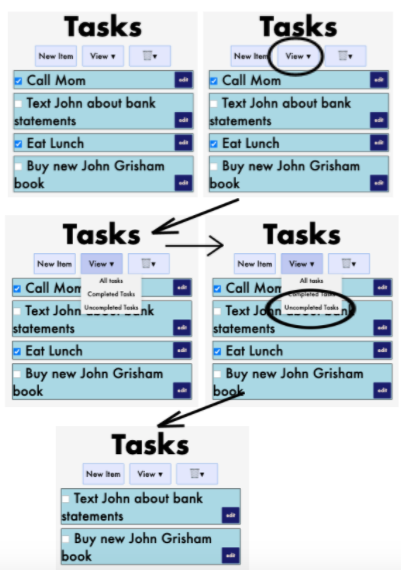 Tasks
New Item View ▾ ▾
Call Mom edit
Text John about bank
statements edit
Eat Lunch edit
Buy new John Grisham
book edit
Tasks
New Item View ▾ ▾
Call Mom edit
Text John about bank
statements edit
Eat Lunch edit
Buy new John Grisham
book edit
Tasks
New Item View ▾ ▾
All tasks
Completed Tasks
Uncompleted Tasks
Call Mom edit
Text John bank
statements edit
Eat Lunch edit
Buy new John Grisham
book edit
Tasks
New Item View ▾ ▾
All tasks
Completed Tasks
Uncompleted Tasks
Call Mom edit
Text John about bank
statements edit
Eat Lunch edit
Buy new John Grisham
book edit
Tasks
New Item View ▾ ▾
Text John about bank
statements edit
Buy new John Grisham
book edit